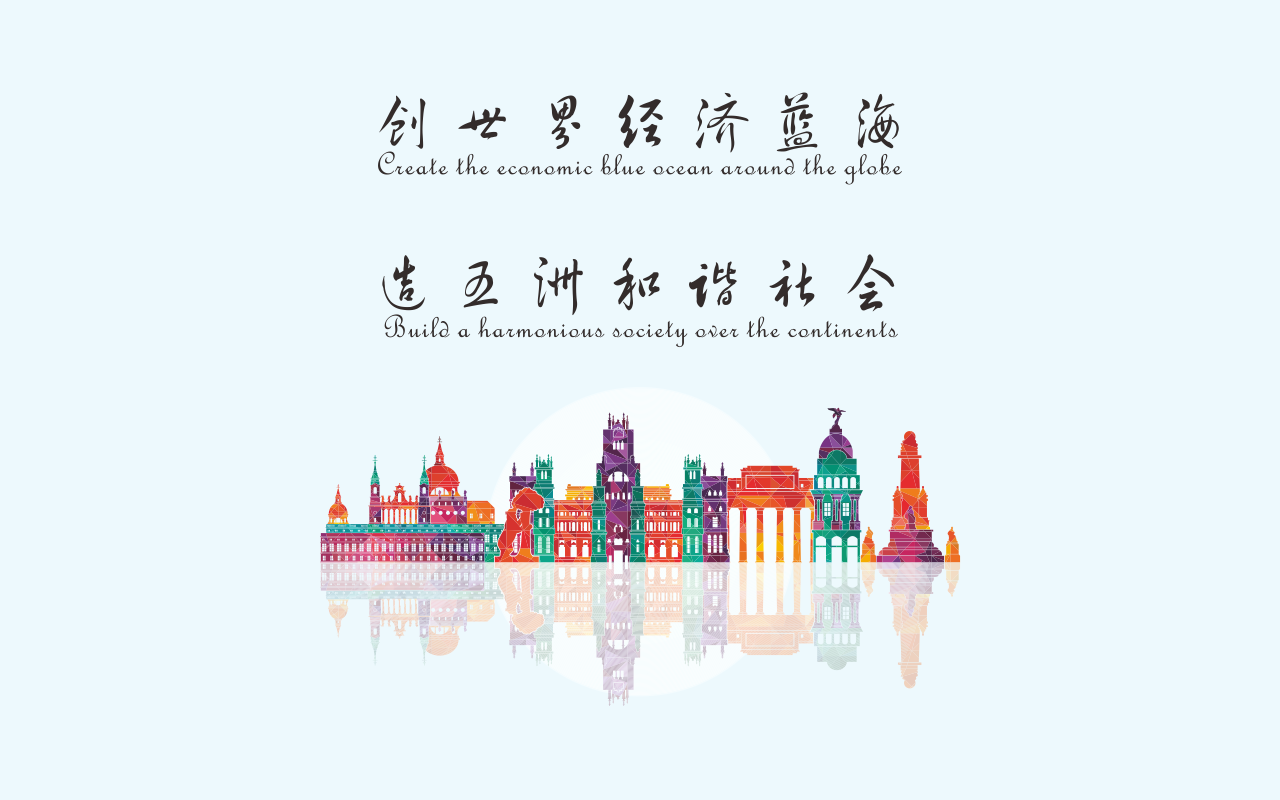 创世界经济蓝海
Create the economic blue ocean around the globe
造五洲和谐社会
Build a harmonious society over the continents